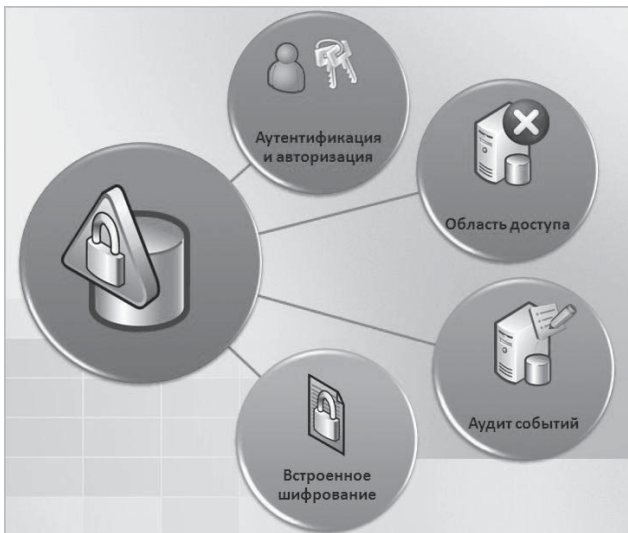 Аутентификация
и авторизация
Область доступа
Аудит событий
Встроенное
шифрование